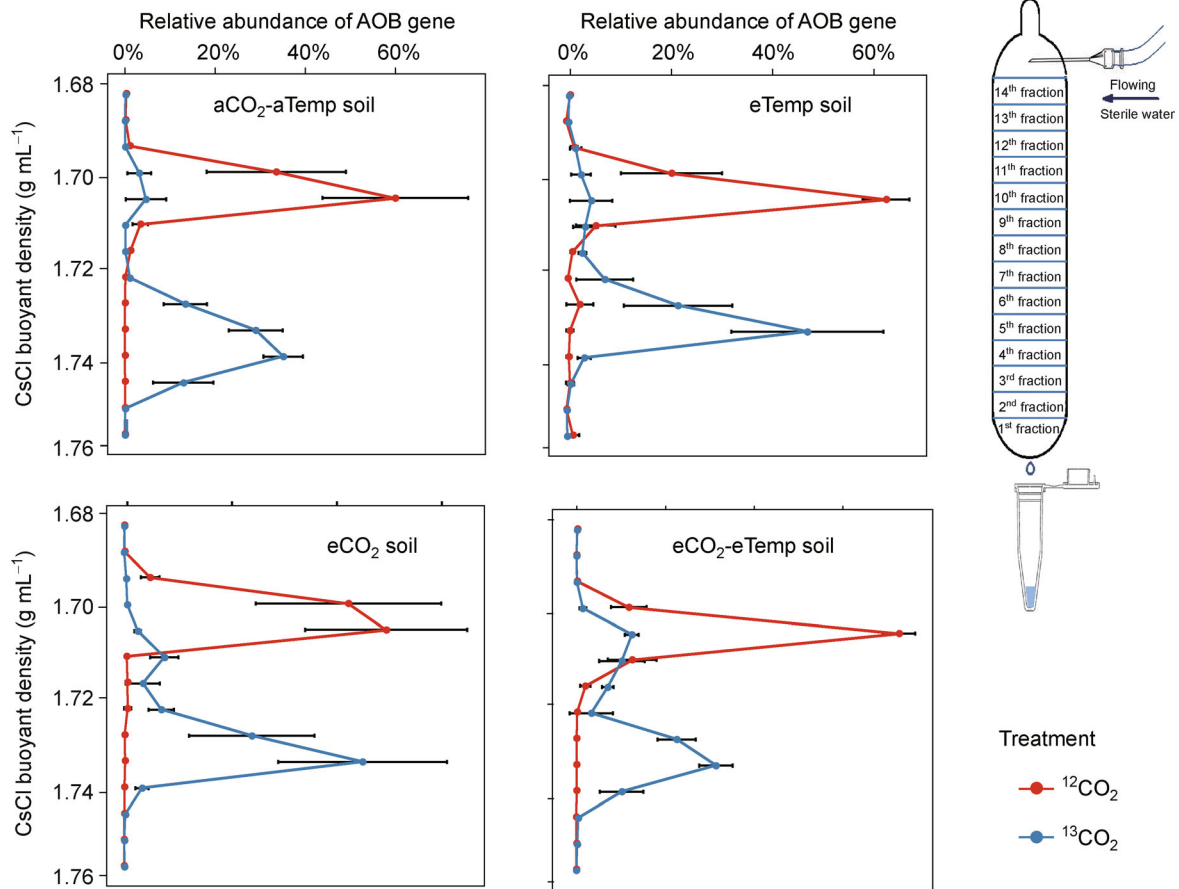 Relative abundance of AOB gene
0% 20% 40% 60%
aCO₂-aTemp soil
CsCl buoyant density (g mL⁻¹)
1.68
1.70
1.72
1.74
1.76
Relative abundance of AOB gene
0% 20% 40% 60%
eTemp soil
eCO₂ soil
CsCl buoyant density (g mL⁻¹)
1.68
1.70
1.72
1.74
1.76
eCO₂-eTemp soil
14th fraction
13th fraction
12th fraction
11th fraction
10th fraction
9th fraction
8th fraction
7th fraction
6th fraction
5th fraction
4th fraction
3rd fraction
2nd fraction
1st fraction
Flowing
Sterile water
Treatment
¹²CO₂
¹³CO₂